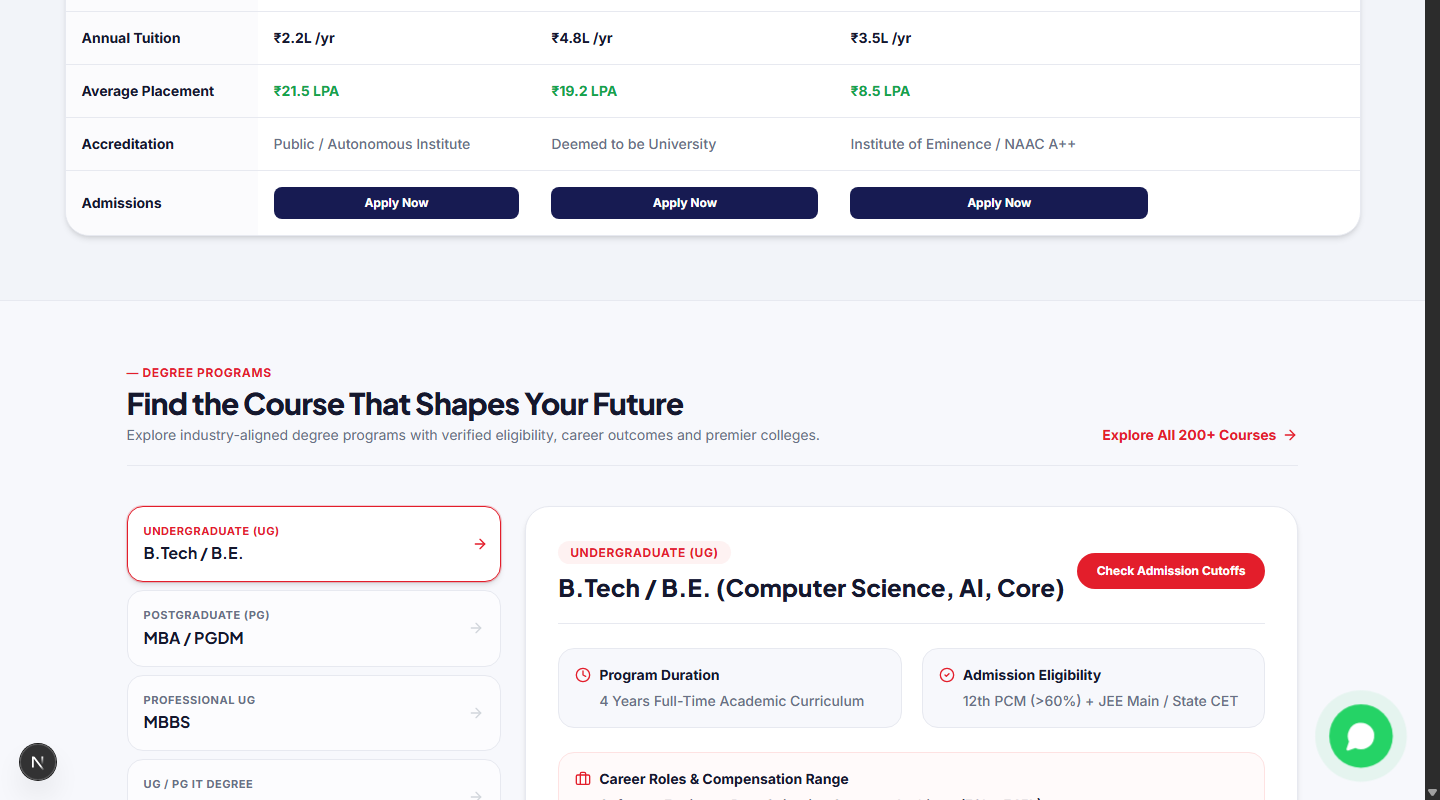 Annual Tuition ₹2.2L /yr ₹4.8L /yr ₹3.5L /yr
Average Placement ₹21.5 LPA ₹19.2 LPA ₹8.5 LPA
Accreditation Public / Autonomous Institute Deemed to be University Institute of Eminence / NAAC A++
Admissions Apply Now Apply Now Apply Now
— DEGREE PROGRAMS
Find the Course That Shapes Your Future
Explore industry-aligned degree programs with verified eligibility, career outcomes and premier colleges.
Explore All 200+ Courses →
UNDERGRADUATE (UG)
B.Tech / B.E.
POSTGRADUATE (PG)
MBA / PGDM
PROFESSIONAL UG
MBBS
UG / PG IT DEGREE
UNDERGRADUATE (UG)
B.Tech / B.E. (Computer Science, AI, Core)
Check Admission Cutoffs
Program Duration
4 Years Full-Time Academic Curriculum
Admission Eligibility
12th PCM (>60%) + JEE Main / State CET
Career Roles & Compensation Range
N